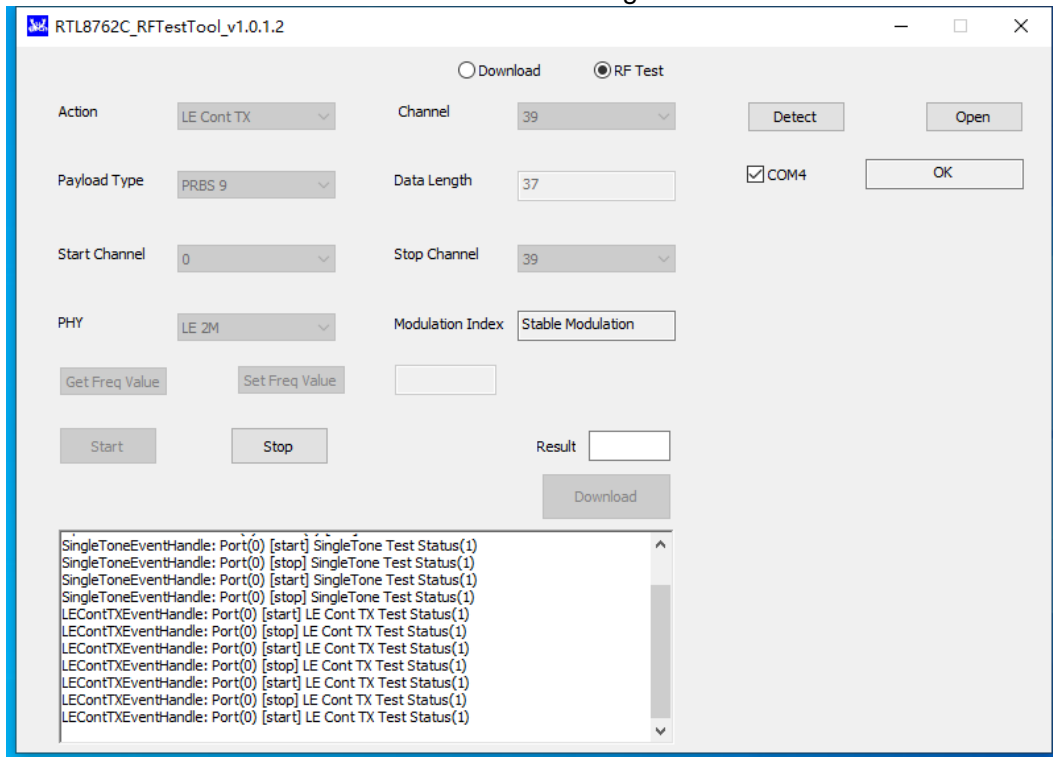 RTL8762C_RFTestTool_v1.0.1.2
Download RF Test
Action LE Cont TX Channel 39 Detect Open
Payload Type PRBS 9 Data Length 37 COM4 OK
Start Channel 0 Stop Channel 39
PHY LE 2M Modulation Index Stable Modulation
Get Freq Value Set Freq Value
Start Stop Result
Download
SingleToneEventHandle: Port(0) [start] SingleTone Test Status(1)
SingleToneEventHandle: Port(0) [stop] SingleTone Test Status(1)
SingleToneEventHandle: Port(0) [start] SingleTone Test Status(1)
SingleToneEventHandle: Port(0) [stop] SingleTone Test Status(1)
LEContTXEventHandle: Port(0) [start] LE Cont TX Test Status(1)
LEContTXEventHandle: Port(0) [stop] LE Cont TX Test Status(1)
LEContTXEventHandle: Port(0) [start] LE Cont TX Test Status(1)
LEContTXEventHandle: Port(0) [stop] LE Cont TX Test Status(1)
LEContTXEventHandle: Port(0) [start] LE Cont TX Test Status(1)
LEContTXEventHandle: Port(0) [stop] LE Cont TX Test Status(1)
LEContTXEventHandle: Port(0) [start] LE Cont TX Test Status(1)